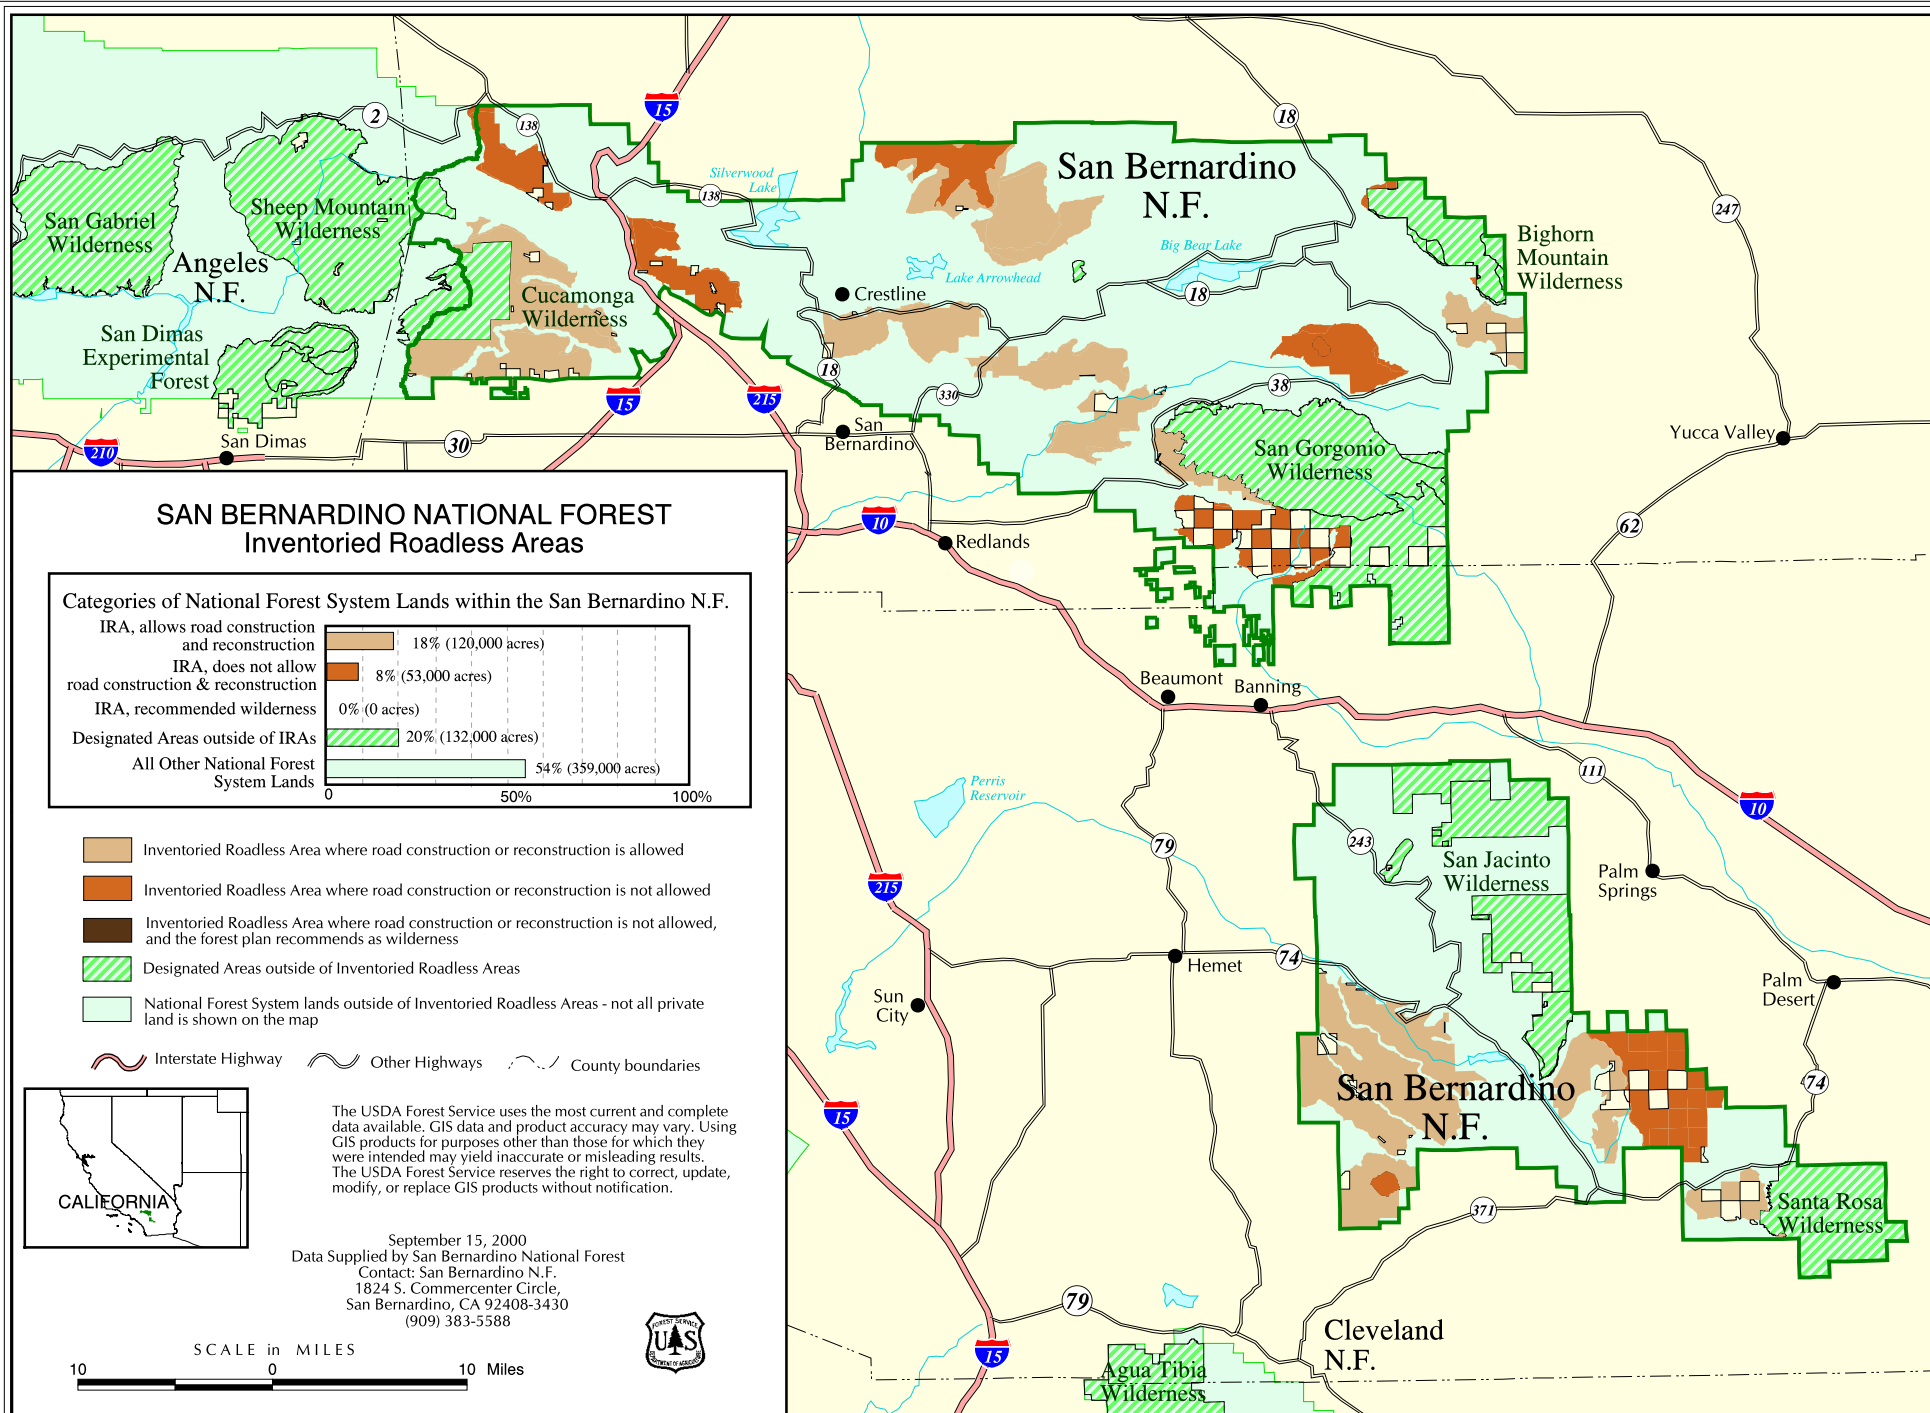 2
138
15
18
138
247
Silverwood
Lake
San Bernardino
N.F.
San Gabriel
Wilderness
Sheep Mountain
Wilderness
Angeles
N.F.
Bighorn
Mountain
Wilderness
Big Bear Lake
Lake Arrowhead
18
Crestline
Cucamonga
Wilderness
San Dimas
Experimental
Forest
18
15
215
330
38
San
Bernardino
San Dimas
210
30
San Gorgonio
Wilderness
Yucca Valley
62
10
Redlands
SAN BERNARDINO NATIONAL FOREST
Inventoried Roadless Areas
Categories of National Forest System Lands within the San Bernardino N.F.
IRA, allows road construction
and reconstruction
18% (120,000 acres)
IRA, does not allow
road construction & reconstruction
8% (53,000 acres)
IRA, recommended wilderness
0% (0 acres)
Designated Areas outside of IRAs
20% (132,000 acres)
All Other National Forest
System Lands
54% (359,000 acres)
0
50%
100%
Inventoried Roadless Area where road construction or reconstruction is allowed
Inventoried Roadless Area where road construction or reconstruction is not allowed
Inventoried Roadless Area where road construction or reconstruction is not allowed,
and the forest plan recommends as wilderness
Designated Areas outside of Inventoried Roadless Areas
National Forest System lands outside of Inventoried Roadless Areas - not all private
land is shown on the map
Interstate Highway
Other Highways
County boundaries
CALIFORNIA
The USDA Forest Service uses the most current and complete
data available. GIS data and product accuracy may vary. Using
GIS products for purposes other than those for which they
were intended may yield inaccurate or misleading results.
The USDA Forest Service reserves the right to correct, update,
modify, or replace GIS products without notification.
September 15, 2000
Data Supplied by San Bernardino National Forest
Contact: San Bernardino N.F.
1824 S. Commercenter Circle,
San Bernardino, CA 92408-3430
(909) 383-5588
SCALE in MILES
10
0
10 Miles
FOREST SERVICE
U S
DEPARTMENT OF AGRICULTURE
Beaumont
Banning
111
10
Perris
Reservoir
79
243
San Jacinto
Wilderness
Palm
Springs
215
Hemet
74
Sun
City
Palm
Desert
San Bernardino
N.F.
74
15
371
Santa Rosa
Wilderness
79
15
Cleveland
N.F.
Agua Tibia
Wilderness